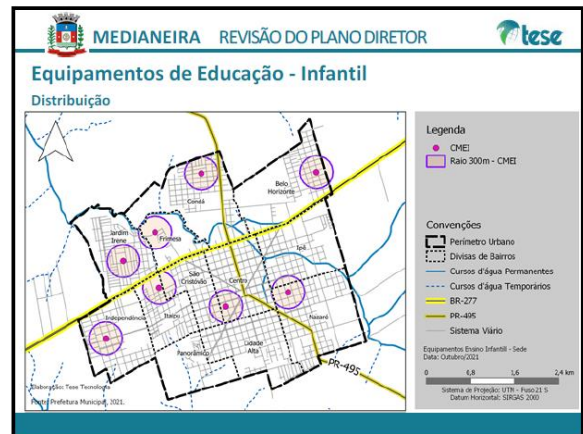 MEDIANEIRA REVISÃO DO PLANO DIRETOR
tese
Equipamentos de Educação - Infantil
Distribuição
Condá
Belo
Horizonte
Jardim
Irene
Frimesa
Ipê
São
Cristóvão
Centro
Independência
Itaipu
Nazaré
Panorâmico
Cidade
Alta
PR-495
Elaboração: Tese Tecnologia
Fonte: Prefeitura Municipal, 2021.
Legenda
CMEI
Raio 300m - CMEI
Convenções
Perímetro Urbano
Divisas de Bairros
Cursos d'água Permanentes
Cursos d'água Temporários
BR-277
PR-495
Sistema Viário
Equipamentos Ensino Infantill - Sede
Data: Outubro/2021
0 0,8 1,6 2,4 km
Sistema de Projeção: UTM - Fuso 21 S
Datum Horizontal: SIRGAS 2000